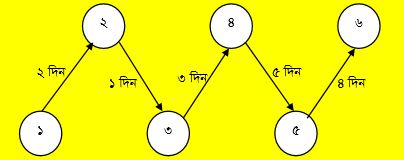 ২
৪
৬
২ দিন
১ দিন
৩ দিন
৫ দিন
৪ দিন
১
৩
৫